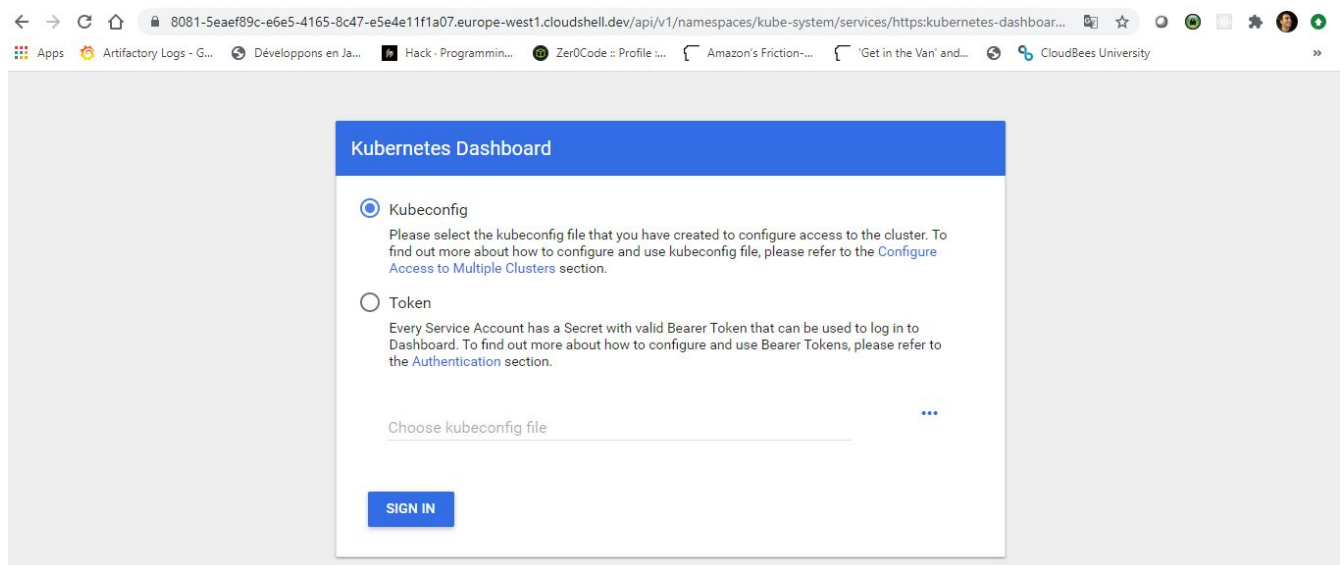 8081-5eaef89c-e6e5-4165-8c47-e5e4e11f1a07.europe-west1.cloudshell.dev/api/v1/namespaces/kube-system/services/https:kubernetes-dashboar...
Apps Artifactory Logs - G... Développons en Ja... Hack · Programmin... Zer0Code :: Profile :... Amazon's Friction-... 'Get in the Van' and... CloudBees University »
Kubernetes Dashboard
Kubeconfig
Please select the kubeconfig file that you have created to configure access to the cluster. To
find out more about how to configure and use kubeconfig file, please refer to the Configure
Access to Multiple Clusters section.
Token
Every Service Account has a Secret with valid Bearer Token that can be used to log in to
Dashboard. To find out more about how to configure and use Bearer Tokens, please refer to
the Authentication section.
Choose kubeconfig file
SIGN IN